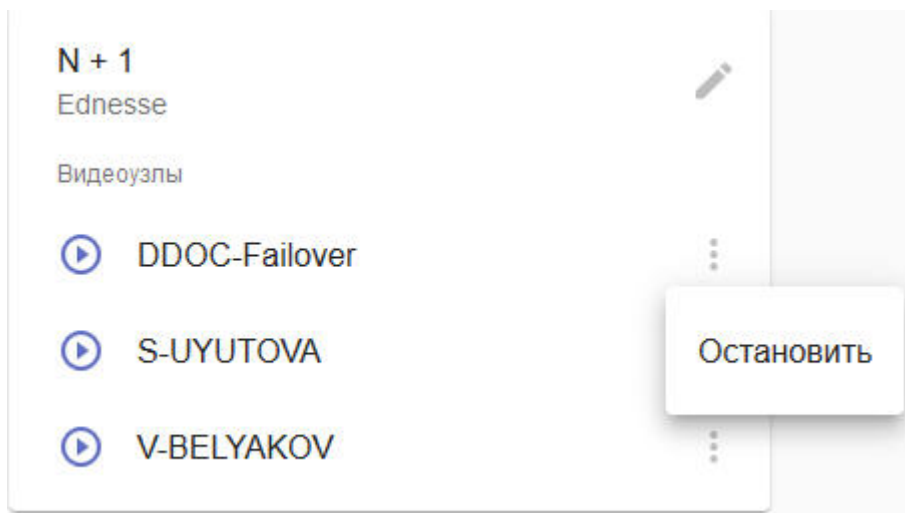 N + 1
Ednesse
Видеоузлы
DDOC-Failover
S-UYUTOVA
Остановить
V-BELYAKOV